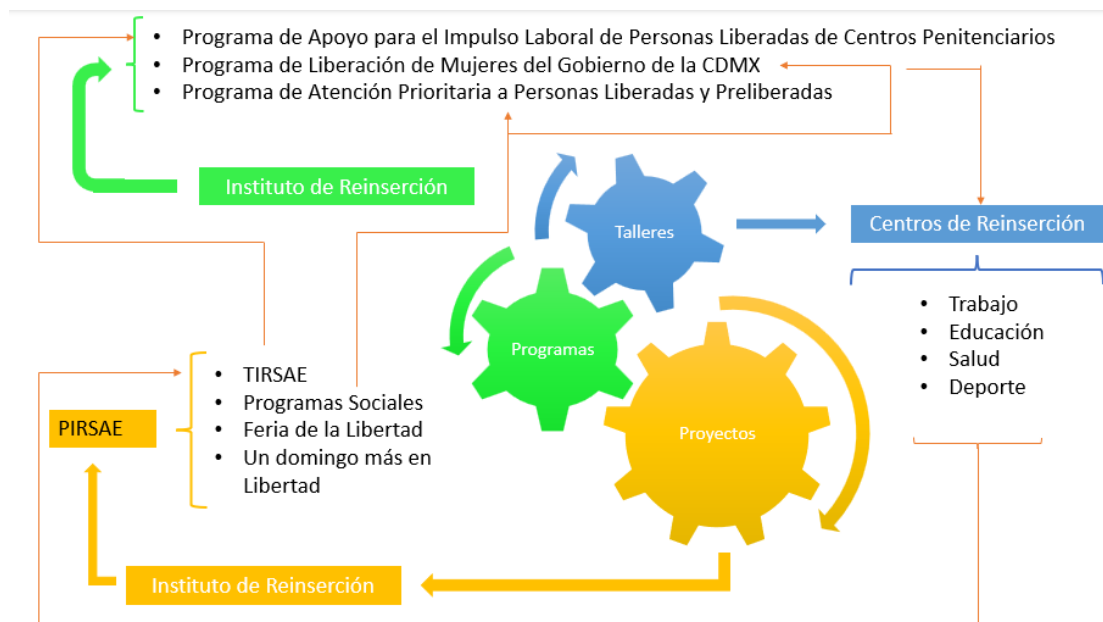 • Programa de Apoyo para el Impulso Laboral de Personas Liberadas de Centros Penitenciarios
• Programa de Liberación de Mujeres del Gobierno de la CDMX
• Programa de Atención Prioritaria a Personas Liberadas y Preliberadas
Instituto de Reinserción
Talleres
Centros de Reinserción
• Trabajo
• Educación
• Salud
• Deporte
Programas
Proyectos
PIRSAE
• TIRSAE
• Programas Sociales
• Feria de la Libertad
• Un domingo más en
Libertad
Instituto de Reinserción